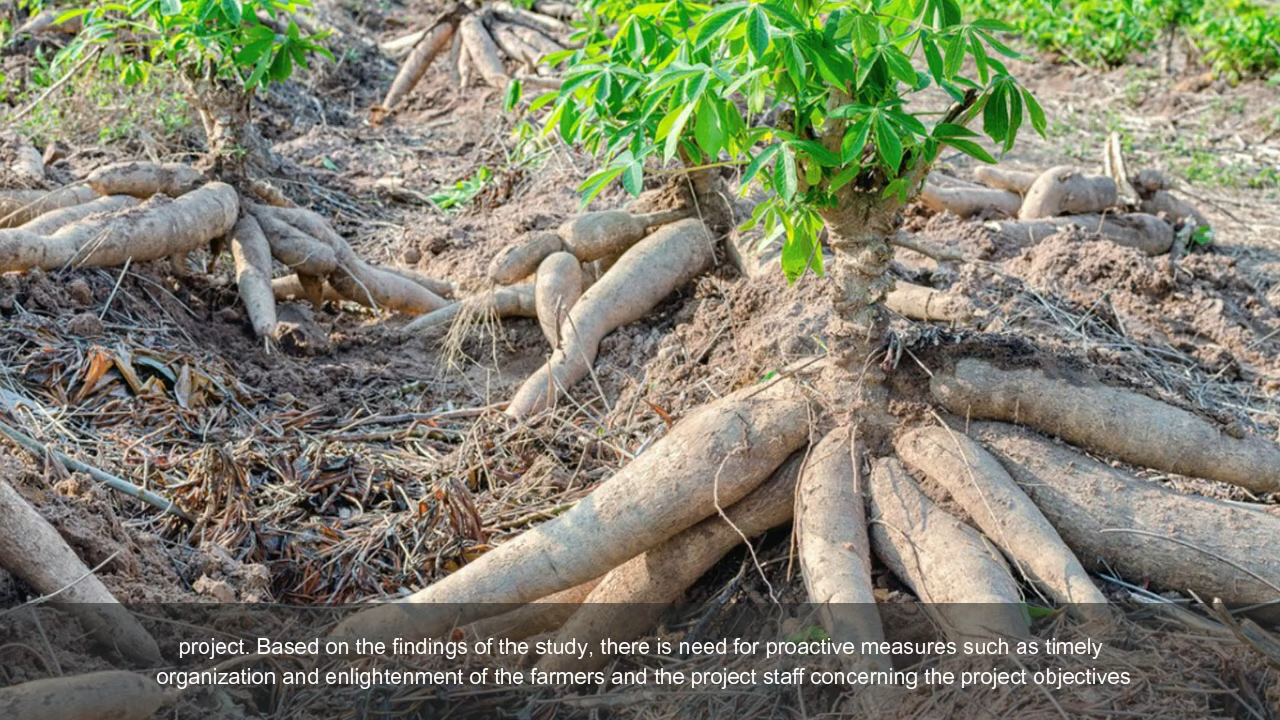 project. Based on the findings of the study, there is need for proactive measures such as timely
organization and enlightenment of the farmers and the project staff concerning the project objectives